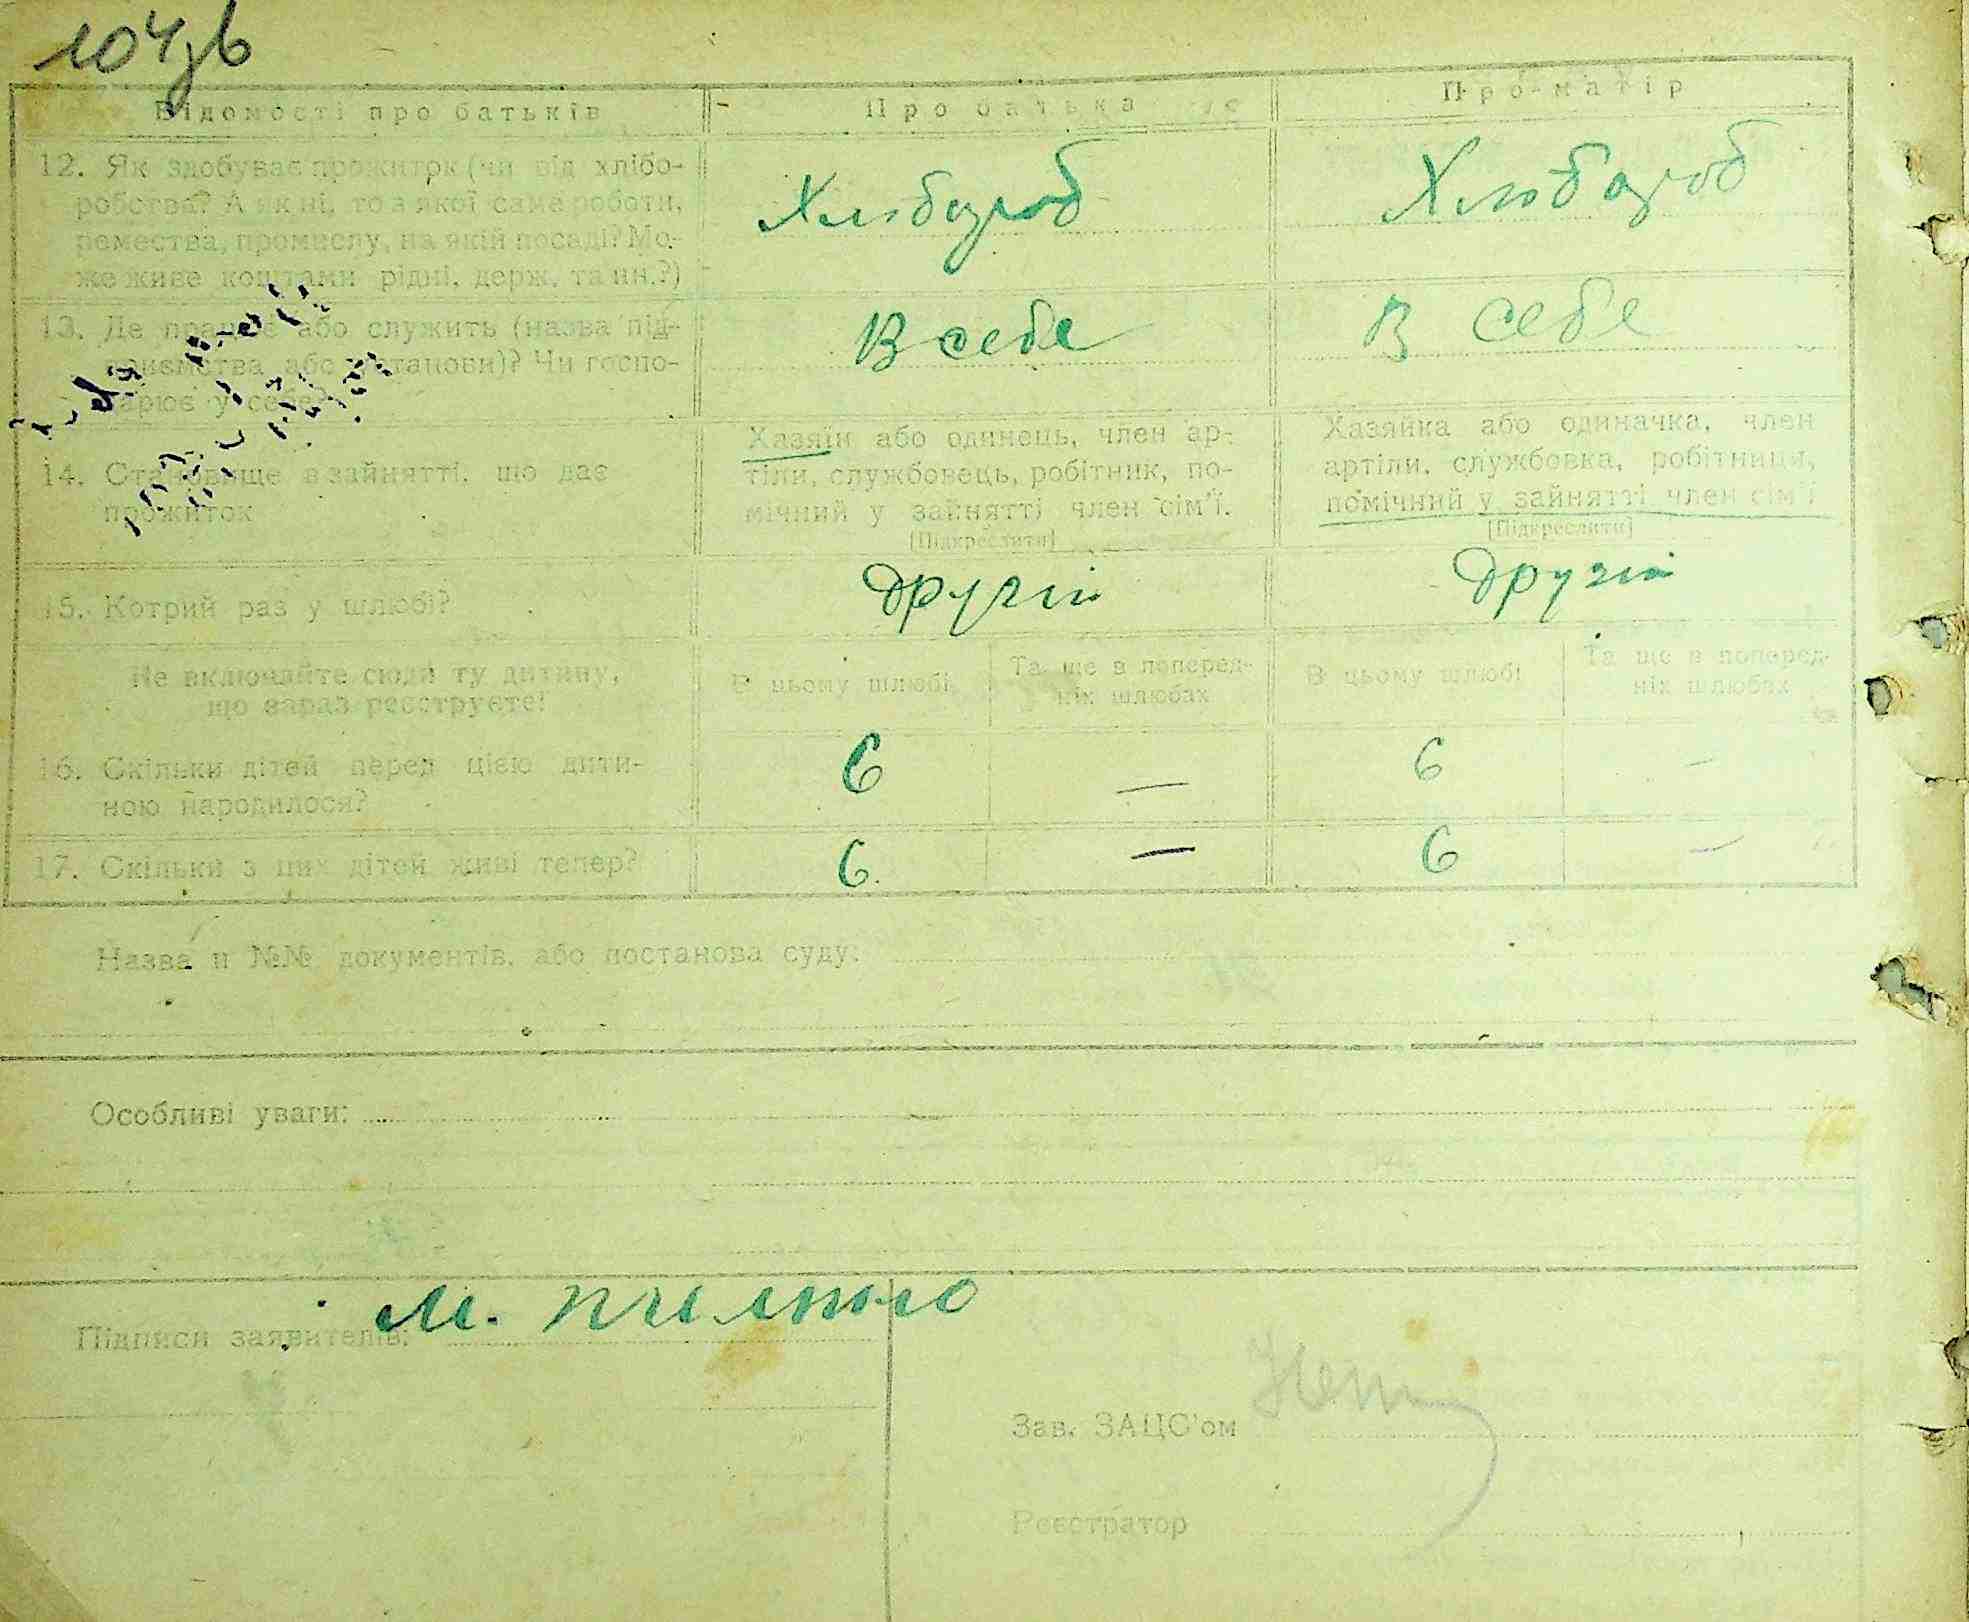 104зв
Відомості про батьків
Про батька
Про матір
12. Як здобуває прожиток (чи від хлібо-
робства? А як ні, то з якої саме роботи,
ремества, промислу, на якій посаді? Мо-
же живе коштами рідні, держ. та ин.?)
Хлібороб
Хлібороб
13. Де працює або служить (назва під-
приємства або установи)? Чи госпо-
дарює у себе?
В себе
В себе
14. Становище в зайнятті, що дає
прожиток
Хазяїн або одинець, член ар-
тіли, службовець, робітник, по-
мічний у зайнятті член сім'ї.
[Підкреслити]
Хазяйка або одиначка, член
артіли, службовка, робітниця,
помічний у зайнятті член сім'ї
[Підкреслити]
15. Котрий раз у шлюбі?
Другій
Другій
Не включайте сюди ту дитину,
що зараз реєструєте!
В цьому шлюбі
Та ще в поперед-
ніх шлюбах
В цьому шлюбі
Та ще в поперед-
ніх шлюбах
16. Скільки дітей перед цією дити-
ною народилося?
6 — 6 —
17. Скільки з них дітей живі тепер?
6 — 6 —
Назва й №№ документів, або постанова суду:
Особливі уваги:
Підписи заявителів:
М.
Зав. ЗАЦС'ом
Реєстратор